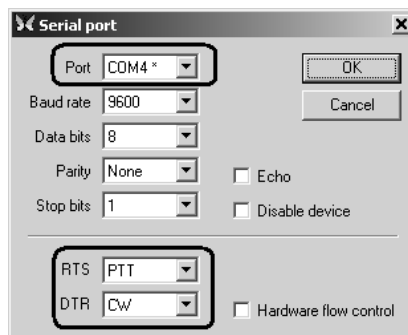 Serial port
Port COM4 * OK
Baud rate 9600 Cancel
Data bits 8
Parity None Echo
Stop bits 1 Disable device
RTS PTT
DTR CW Hardware flow control